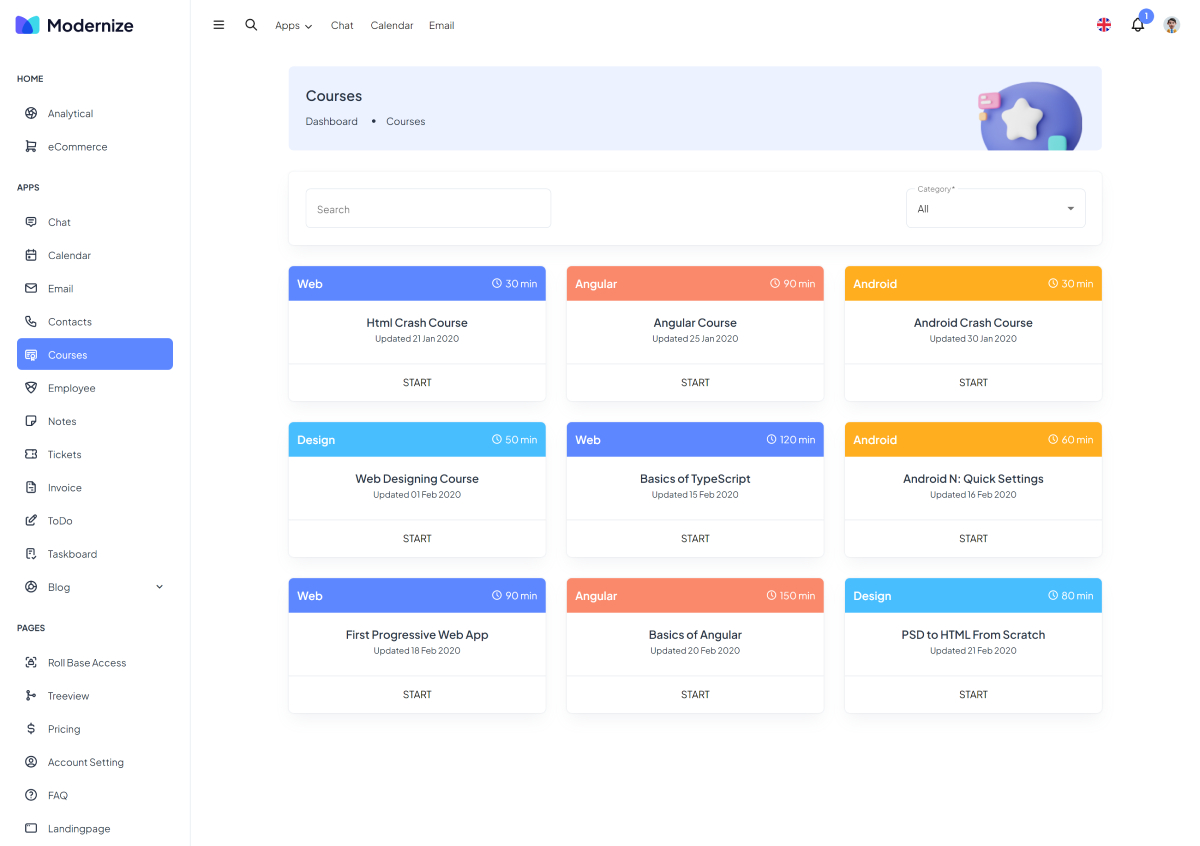 Modernize
Apps
Chat
Calendar
Email
1
HOME
Analytical
eCommerce
APPS
Chat
Calendar
Email
Contacts
Courses
Employee
Notes
Tickets
Invoice
ToDo
Taskboard
Blog
PAGES
Roll Base Access
Treeview
Pricing
Account Setting
FAQ
Landingpage
Courses
Dashboard • Courses
Search
Category*
All
Web 30 min
Html Crash Course
Updated 21 Jan 2020
START
Angular 90 min
Angular Course
Updated 25 Jan 2020
START
Android 30 min
Android Crash Course
Updated 30 Jan 2020
START
Design 50 min
Web Designing Course
Updated 01 Feb 2020
START
Web 120 min
Basics of TypeScript
Updated 15 Feb 2020
START
Android 60 min
Android N: Quick Settings
Updated 16 Feb 2020
START
Web 90 min
First Progressive Web App
Updated 18 Feb 2020
START
Angular 150 min
Basics of Angular
Updated 20 Feb 2020
START
Design 80 min
PSD to HTML From Scratch
Updated 21 Feb 2020
START